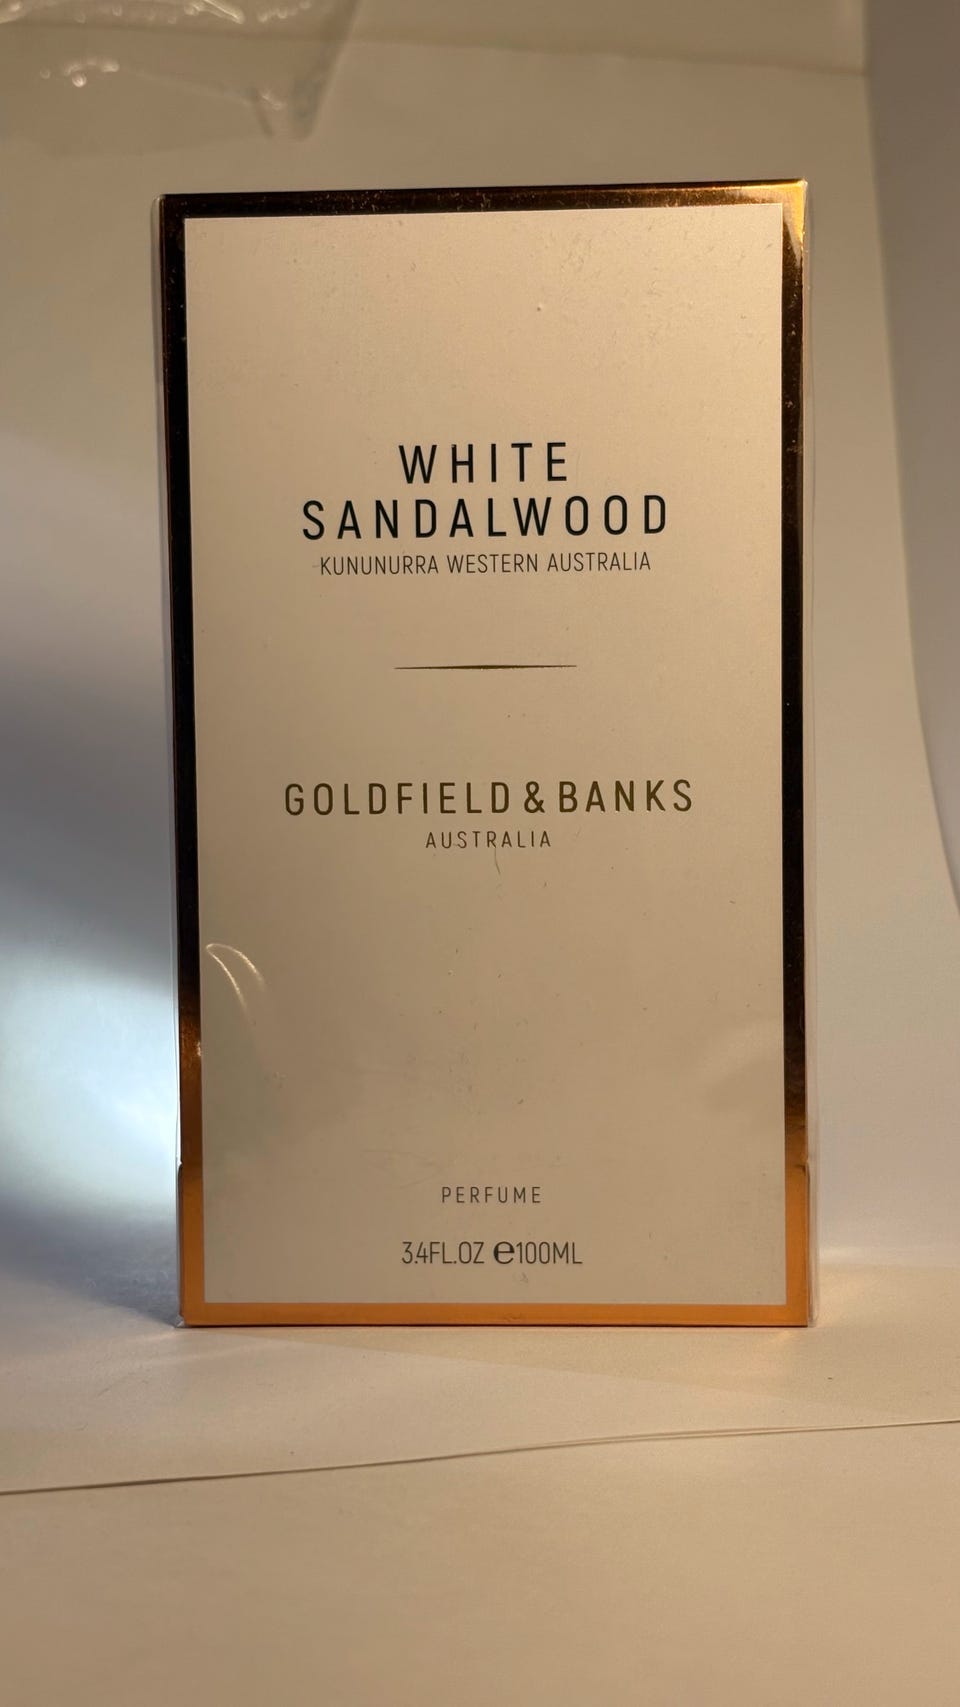 WHITE
SANDALWOOD
KUNUNURRA WESTERN AUSTRALIA
GOLDFIELD & BANKS
AUSTRALIA
PERFUME
3.4FL.OZ ℮100ML